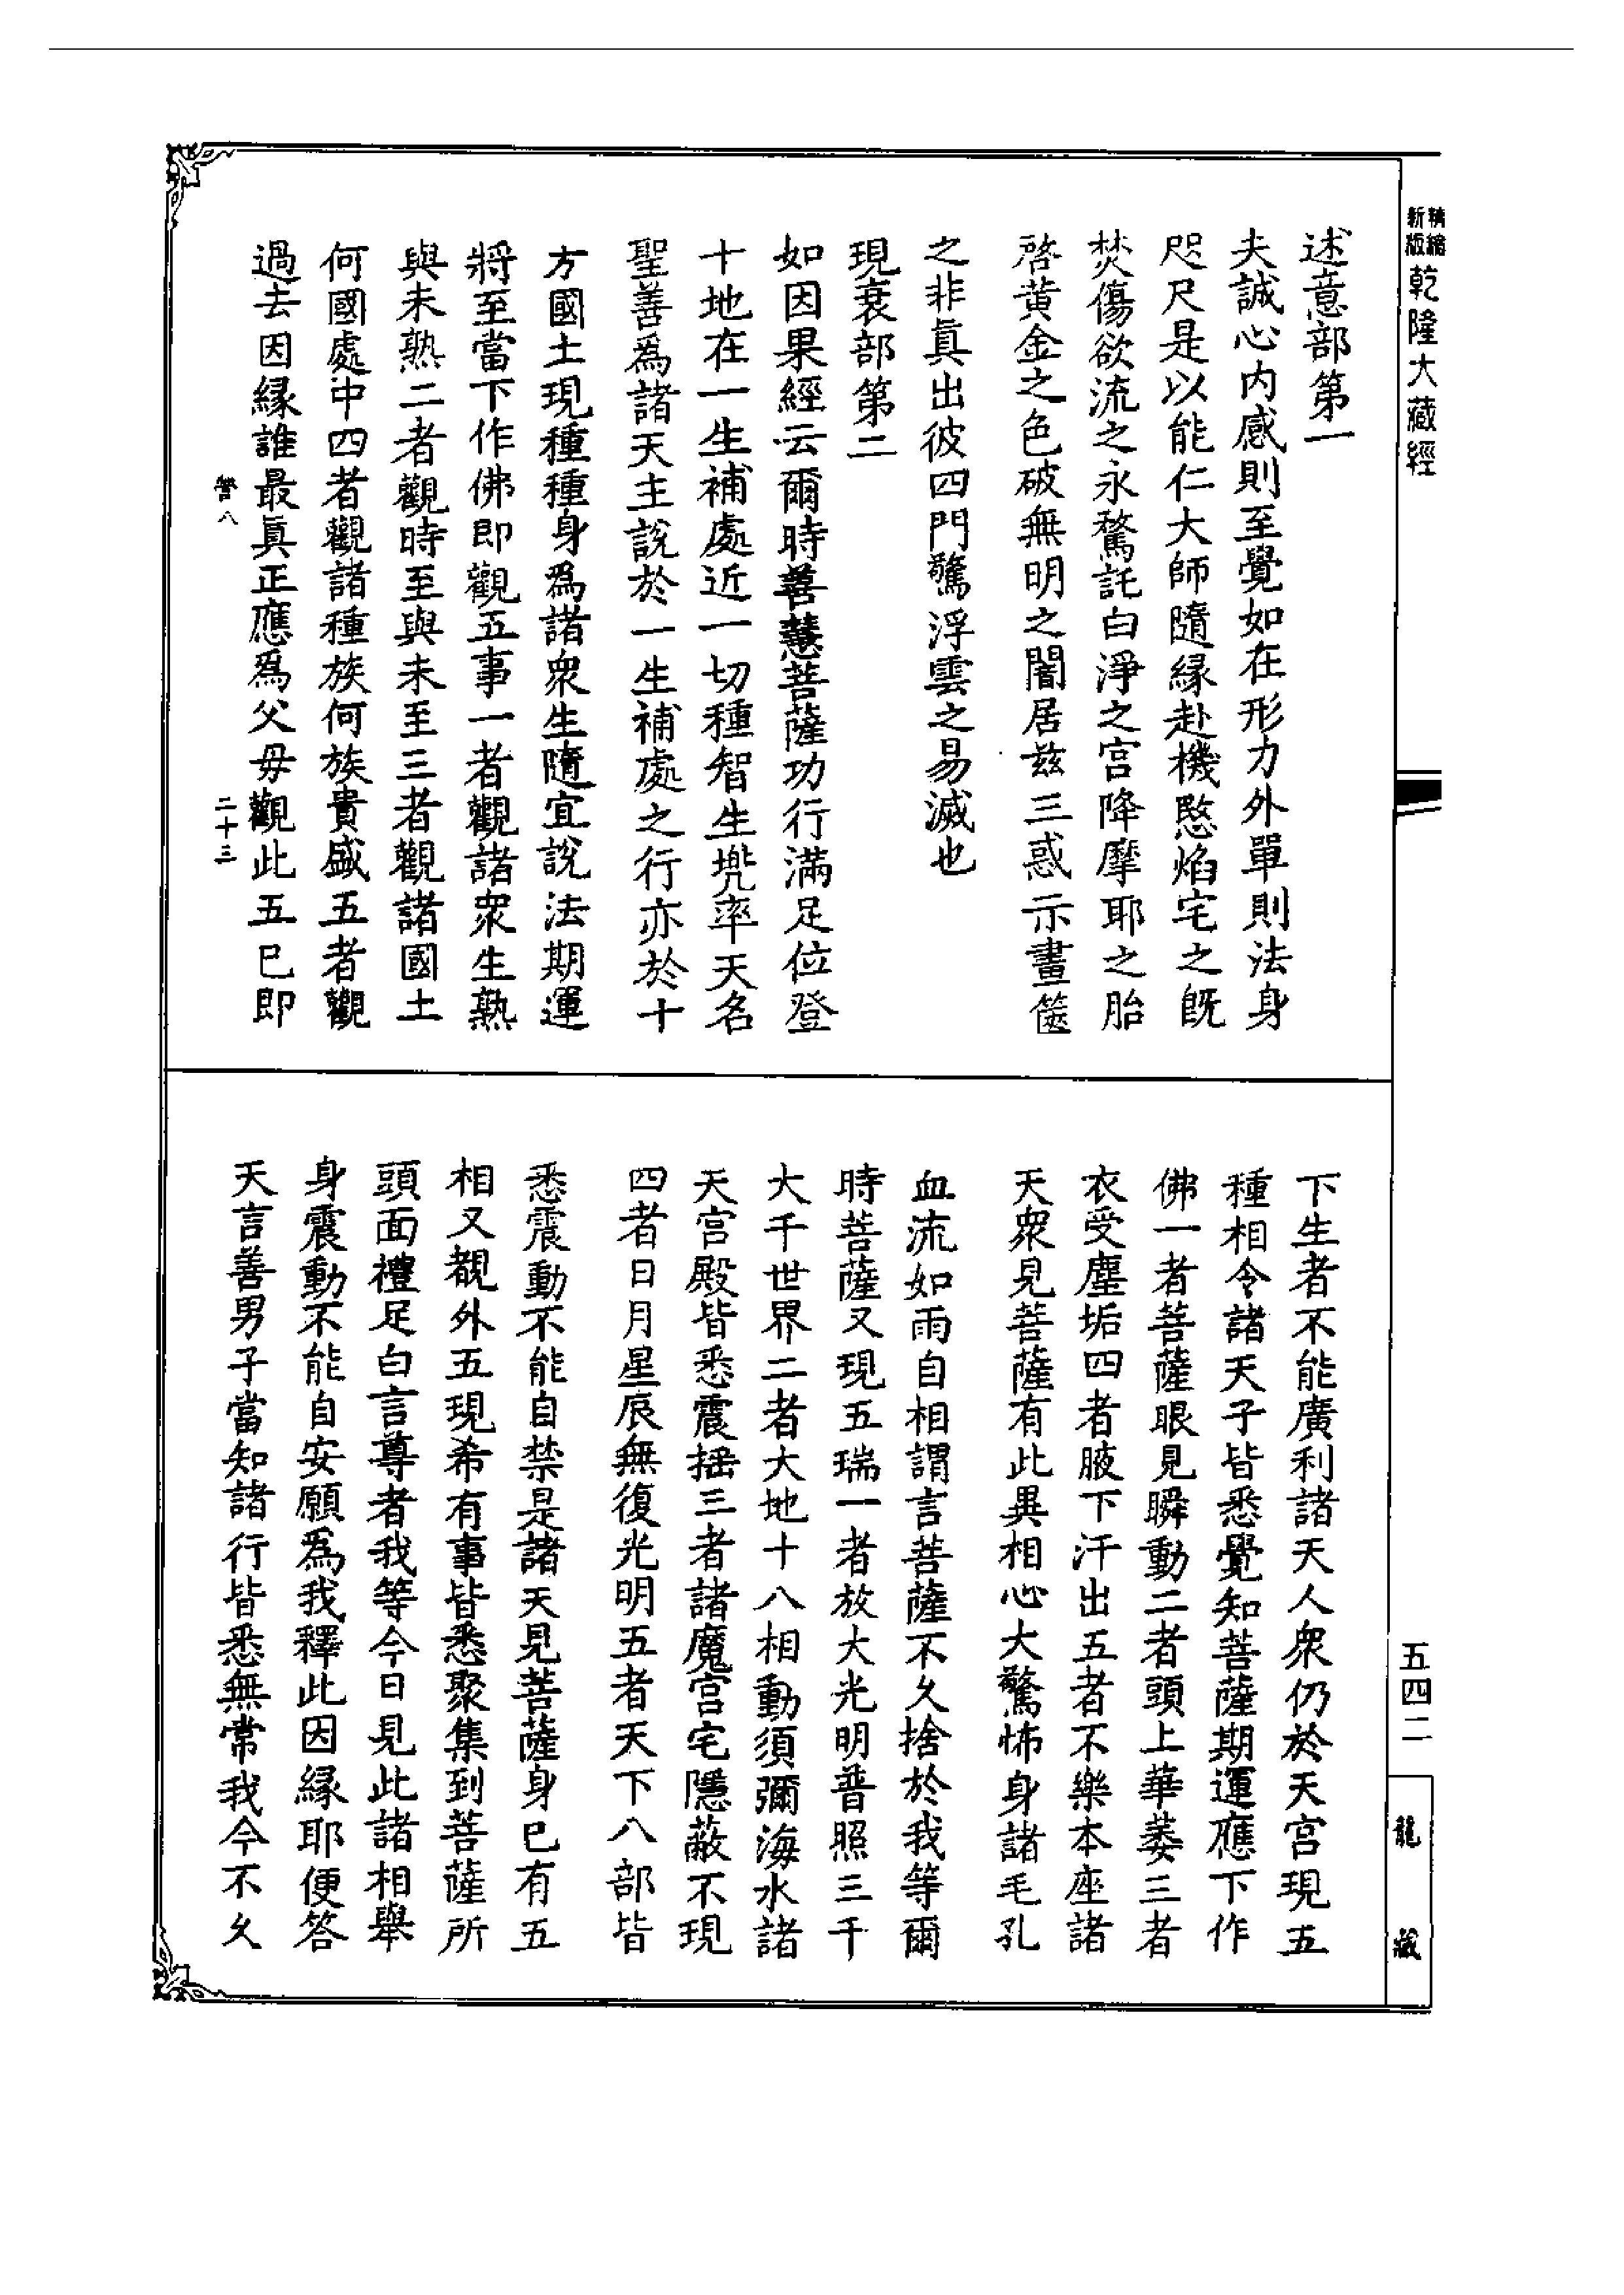 新版精縮乾隆大藏經
述意部第一
夫誠心内感則至覺如在形力外單則法身
咫尺是以能仁大師隨縁赴機愍焰宅之旣
焚傷欲流之永騖託白淨之宮降摩耶之胎
啓黄金之色破無明之闇居兹三惑示畫篋
之非眞出彼四門驚浮雲之易滅也
現衰部第二
如因果經云爾時善慧菩薩功行滿足位登
十地在一生補處近一切種智生兜率天名
聖善爲諸天主說於一生補處之行亦於十
方國土現種種身爲諸衆生隨宜說法期運
將至當下作佛即觀五事一者觀諸衆生熟
與未熟二者觀時至與未至三者觀諸國土
何國處中四者觀諸種族何族貴盛五者觀
過去因縁誰最眞正應爲父母觀此五已即
二十三
下生者不能廣利諸天人衆仍於天宮現五
種相令諸天子皆悉覺知菩薩期運應下作
佛一者菩薩眼見瞬動二者頭上華萎三者
衣受塵垢四者腋下汗出五者不樂本座諸
天衆見菩薩有此異相心大驚怖身諸毛孔
血流如雨自相謂言菩薩不久捨於我等爾
時菩薩又現五瑞一者放大光明普照三千
大千世界二者大地十八相動須彌海水諸
天宮殿皆悉震搖三者諸魔宮宅隱蔽不現
四者日月星辰無復光明五者天下八部皆
悉震動不能自禁是諸天見菩薩身已有五
相又覩外五現希有事皆悉聚集到菩薩所
頭面禮足白言尊者我等今日見此諸相舉
身震動不能自安願爲我釋此因縁耶便答
天言善男子當知諸行皆悉無常我今不久
五四二
龍藏